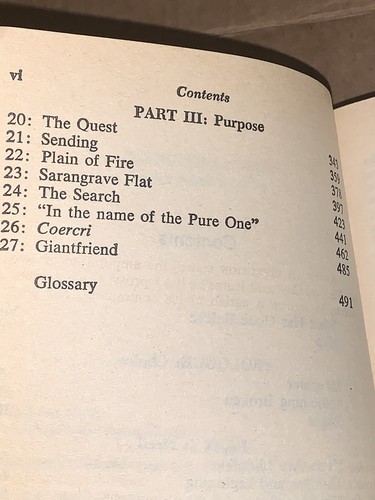 vi
Contents
PART III: Purpose
20: The Quest 343
21: Sending 359
22: Plain of Fire 378
23: Sarangrave Flat 397
24: The Search 423
25: "In the name of the Pure One" 441
26: Coercri 462
27: Giantfriend 485
Glossary 491